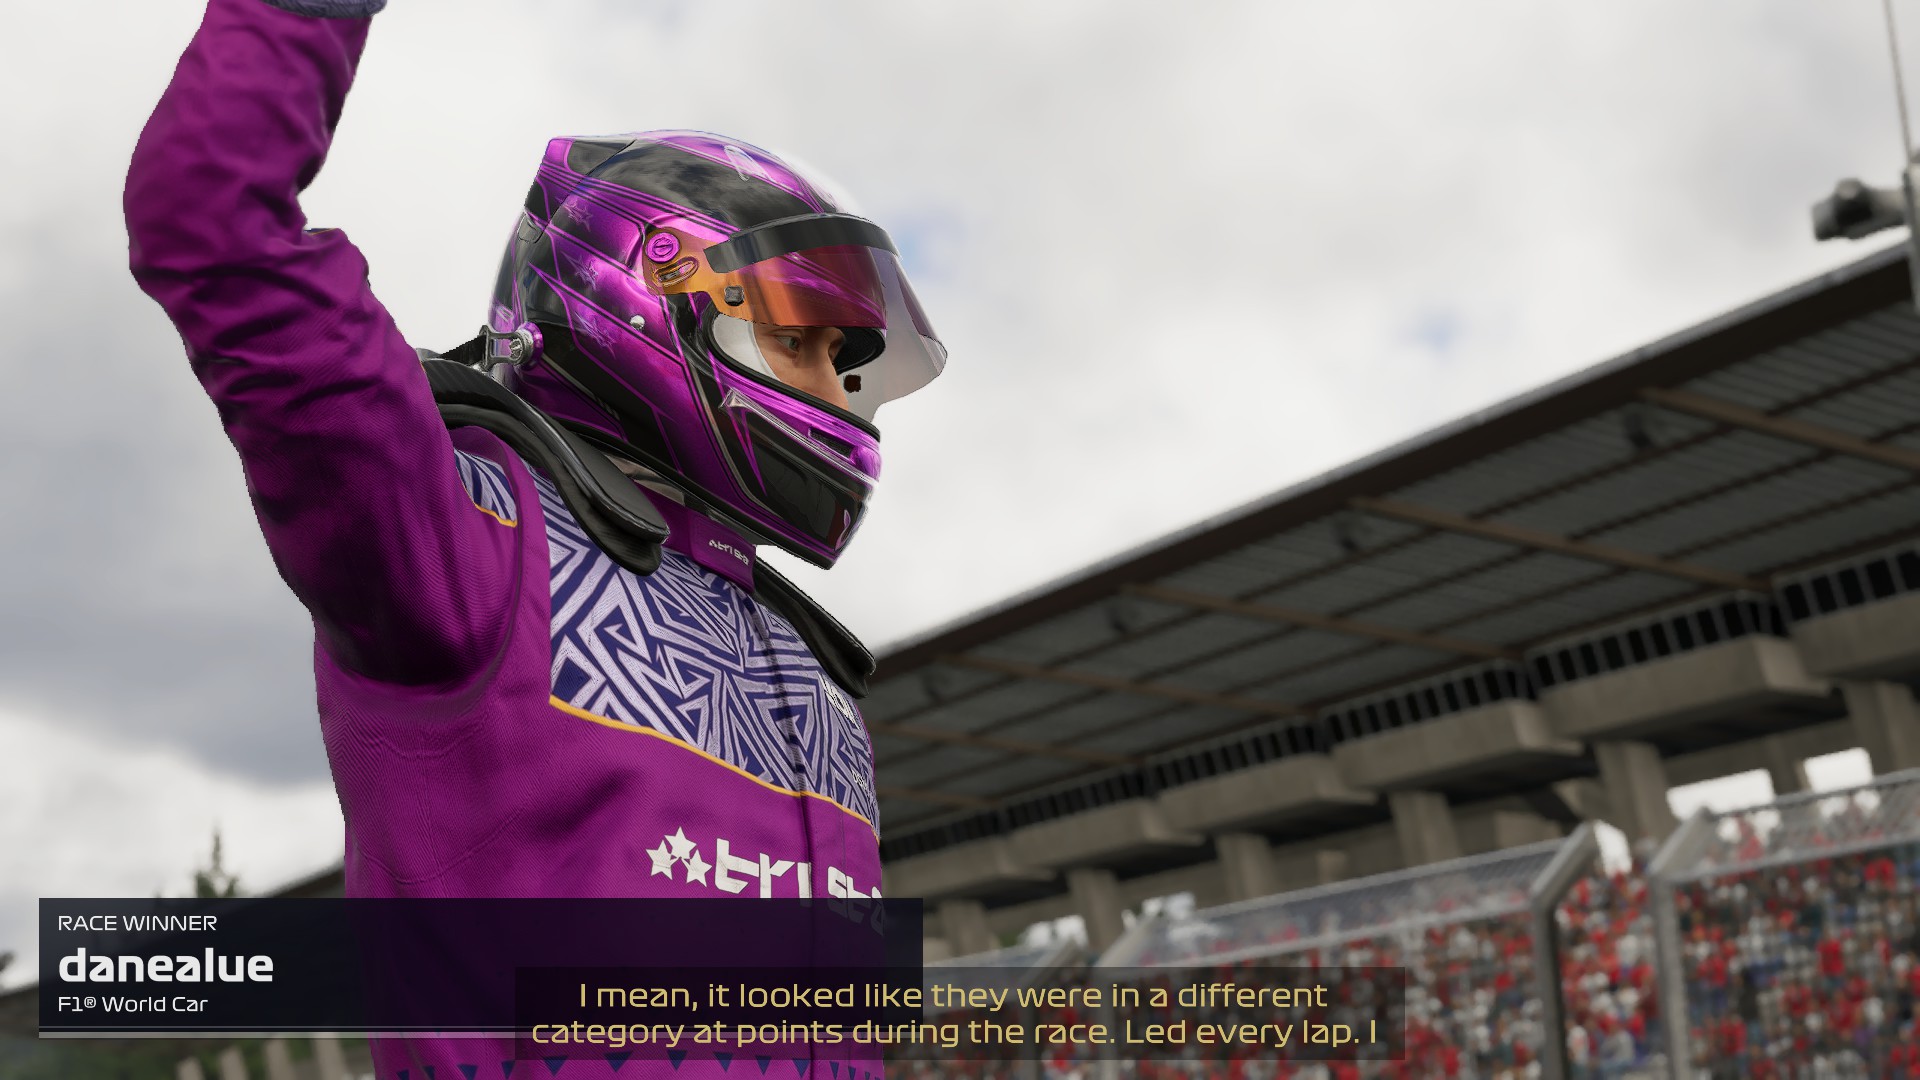 RACE WINNER
danealue
F1® World Car
I mean, it looked like they were in a different
category at points during the race. Led every lap. I